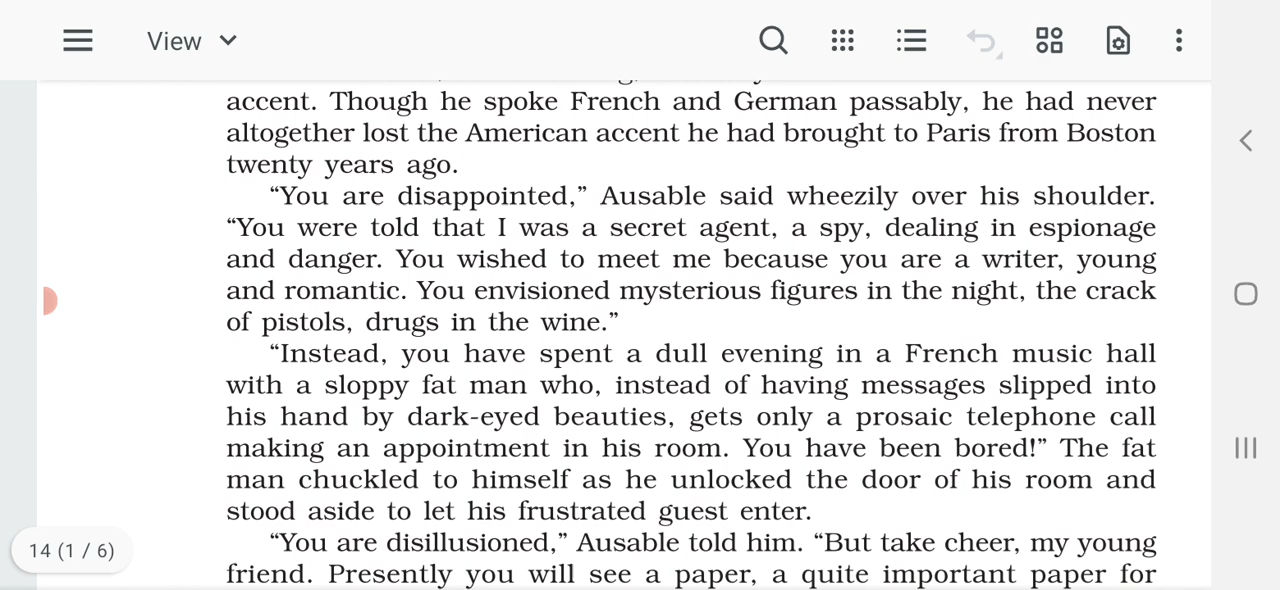 View
accent. Though he spoke French and German passably, he had never
altogether lost the American accent he had brought to Paris from Boston
twenty years ago.
“You are disappointed,” Ausable said wheezily over his shoulder.
“You were told that I was a secret agent, a spy, dealing in espionage
and danger. You wished to meet me because you are a writer, young
and romantic. You envisioned mysterious figures in the night, the crack
of pistols, drugs in the wine.”
“Instead, you have spent a dull evening in a French music hall
with a sloppy fat man who, instead of having messages slipped into
his hand by dark-eyed beauties, gets only a prosaic telephone call
making an appointment in his room. You have been bored!” The fat
man chuckled to himself as he unlocked the door of his room and
stood aside to let his frustrated guest enter.
“You are disillusioned,” Ausable told him. “But take cheer, my young
friend. Presently you will see a paper, a quite important paper for
14 (1 / 6)